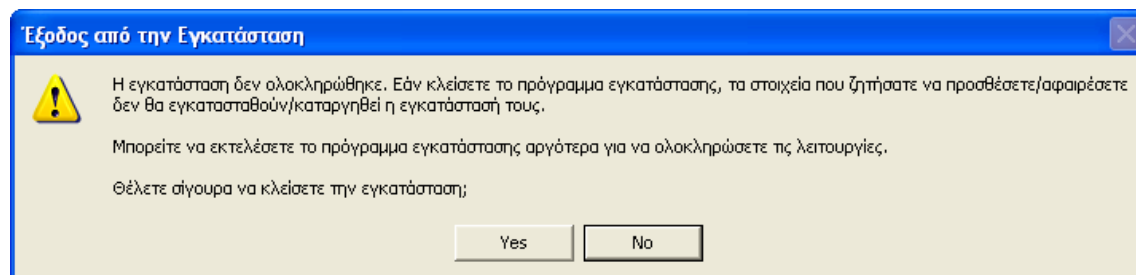 Έξοδος από την Εγκατάσταση
Η εγκατάσταση δεν ολοκληρώθηκε. Εάν κλείσετε το πρόγραμμα εγκατάστασης, τα στοιχεία που ζητήσατε να προσθέσετε/αφαιρέσετε
δεν θα εγκατασταθούν/καταργηθεί η εγκατάστασή τους.
Μπορείτε να εκτελέσετε το πρόγραμμα εγκατάστασης αργότερα για να ολοκληρώσετε τις λειτουργίες.
Θέλετε σίγουρα να κλείσετε την εγκατάσταση;
Yes No